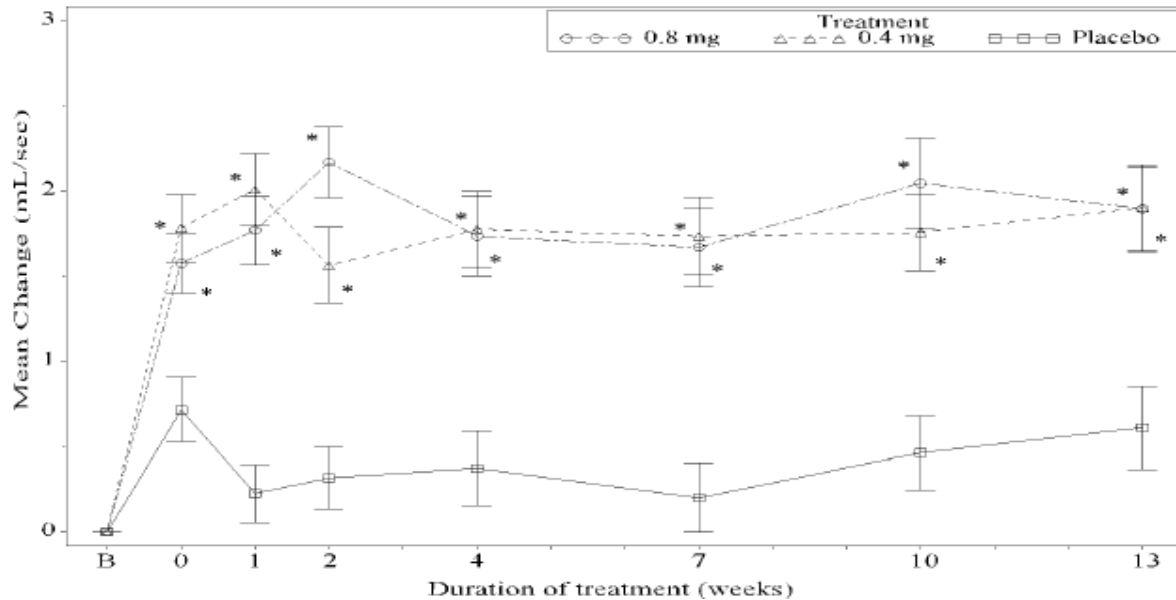 Treatment
0.8 mg 0.4 mg Placebo
Mean Change (mL/sec)
3
2
1
0
* * * * * * *
* * * * * * *
B 0 1 2 4 7 10 13
Duration of treatment (weeks)